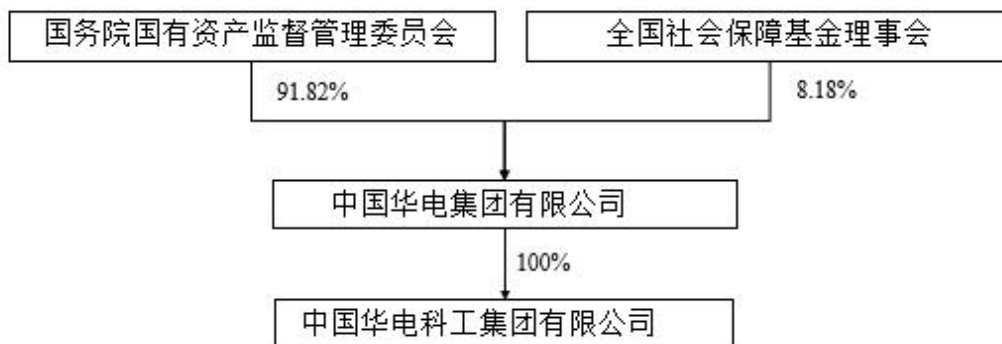 国务院国有资产监督管理委员会
全国社会保障基金理事会
91.82%
8.18%
中国华电集团有限公司
100%
中国华电科工集团有限公司